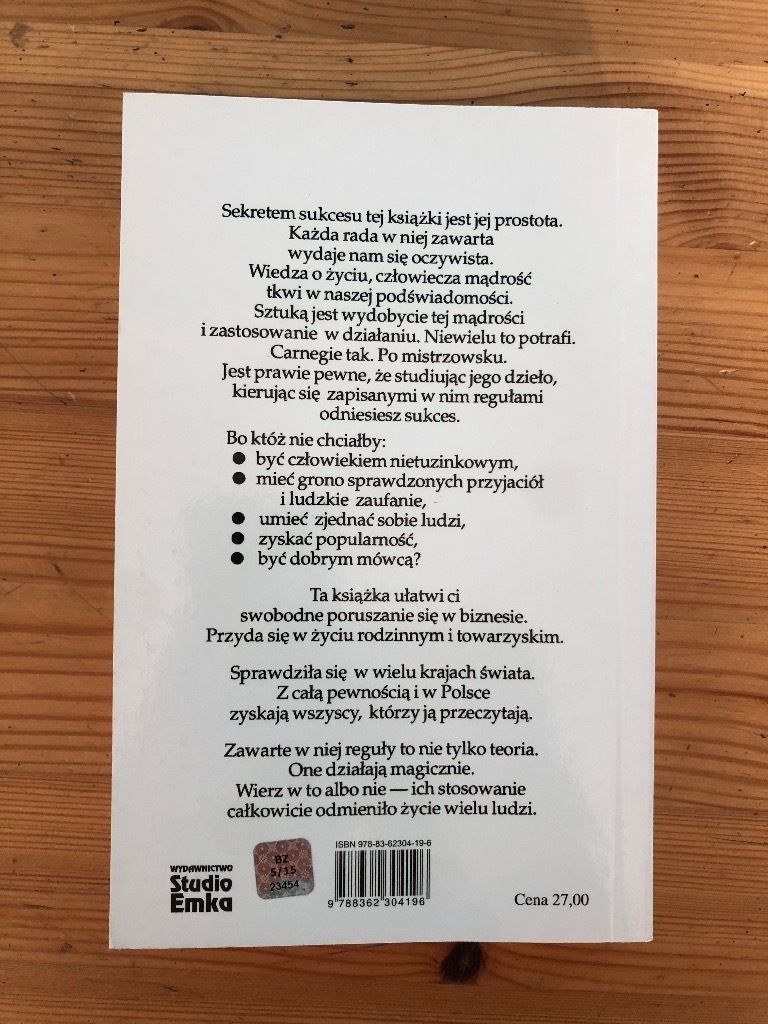 Sekretem sukcesu tej książki jest jej prostota.
Każda rada w niej zawarta
wydaje nam się oczywista.
Wiedza o życiu, człowiecza mądrość
tkwi w naszej podświadomości.
Sztuką jest wydobycie tej mądrości
i zastosowanie w działaniu. Niewielu to potrafi.
Carnegie tak. Po mistrzowsku.
Jest prawie pewne, że studiując jego dzieło,
kierując się zapisanymi w nim regułami
odniesiesz sukces.
Bo któż nie chciałby:
● być człowiekiem nietuzinkowym,
● mieć grono sprawdzonych przyjaciół
i ludzkie zaufanie,
● umieć zjednać sobie ludzi,
● zyskać popularność,
● być dobrym mówcą?
Ta książka ułatwi ci
swobodne poruszanie się w biznesie.
Przyda się w życiu rodzinnym i towarzyskim.
Sprawdziła się w wielu krajach świata.
Z całą pewnością i w Polsce
zyskają wszyscy, którzy ją przeczytają.
Zawarte w niej reguły to nie tylko teoria.
One działają magicznie.
Wierz w to albo nie — ich stosowanie
całkowicie odmieniło życie wielu ludzi.
WYDAWNICTWO
Studio
Emka
BZ
5/15
23454
ISBN 978-83-62304-19-6
9 788362 304196
Cena 27,00